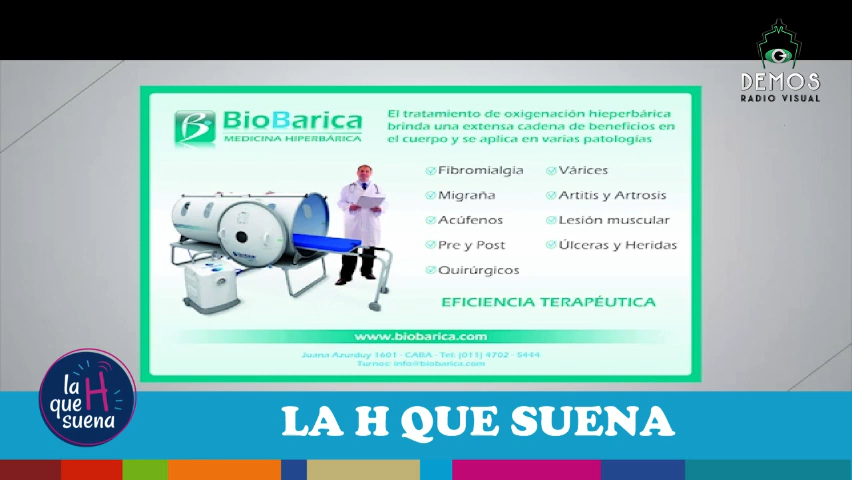 DEMOS
RADIO VISUAL
BioBarica
MEDICINA HIPERBÁRICA
El tratamiento de oxigenación hieperbárica
brinda una extensa cadena de beneficios en
el cuerpo y se aplica en varias patologías
Fibromialgia
Migraña
Acúfenos
Pre y Post
Quirúrgicos
Várices
Artitis y Artrosis
Lesión muscular
Úlceras y Heridas
EFICIENCIA TERAPÉUTICA
www.biobarica.com
Juana Azurduy 1601 - CABA - Tel: (011) 4702 - 5444
Turnos: info@biobarica.com
la H
que
suena
LA H QUE SUENA